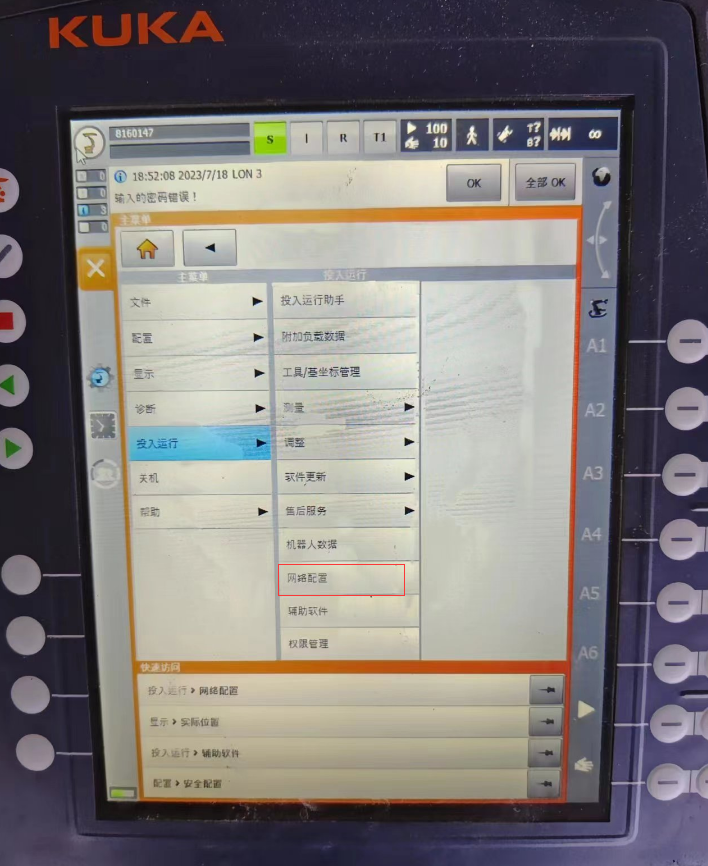 KUKA
8160147
S I R T1 100 10 T? B? ∞
0
0
3
0
18:52:08 2023/7/18 LON 3
输入的密码错误！
OK 全部 OK
主菜单
主菜单 投入运行
文件
配置
显示
诊断
投入运行
关机
帮助
投入运行助手
附加负载数据
工具/基坐标管理
测量
调整
软件更新
售后服务
机器人数据
网络配置
辅助软件
权限管理
A1
A2
A3
A4
A5
A6
快速访问
投入运行 > 网络配置
显示 > 实际位置
投入运行 > 辅助软件
配置 > 安全配置